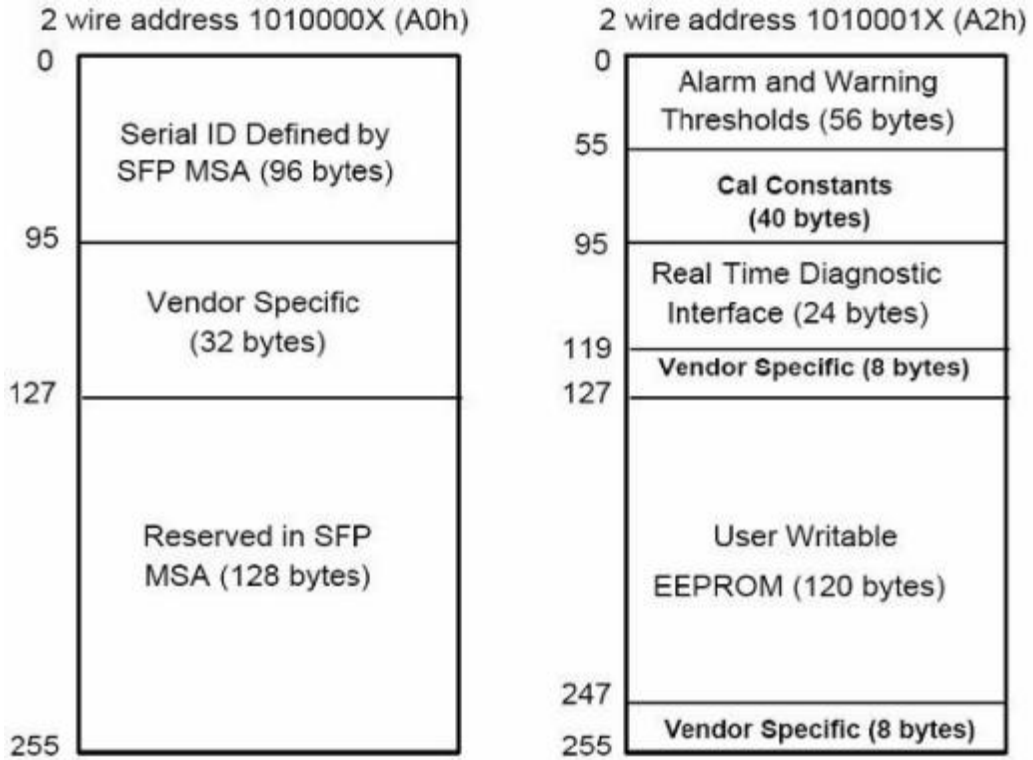 2 wire address 1010000X (A0h)
0
Serial ID Defined by
SFP MSA (96 bytes)
95
Vendor Specific
(32 bytes)
127
Reserved in SFP
MSA (128 bytes)
255
2 wire address 1010001X (A2h)
0
Alarm and Warning
Thresholds (56 bytes)
55
Cal Constants
(40 bytes)
95
Real Time Diagnostic
Interface (24 bytes)
119
Vendor Specific (8 bytes)
127
User Writable
EEPROM (120 bytes)
247
Vendor Specific (8 bytes)
255